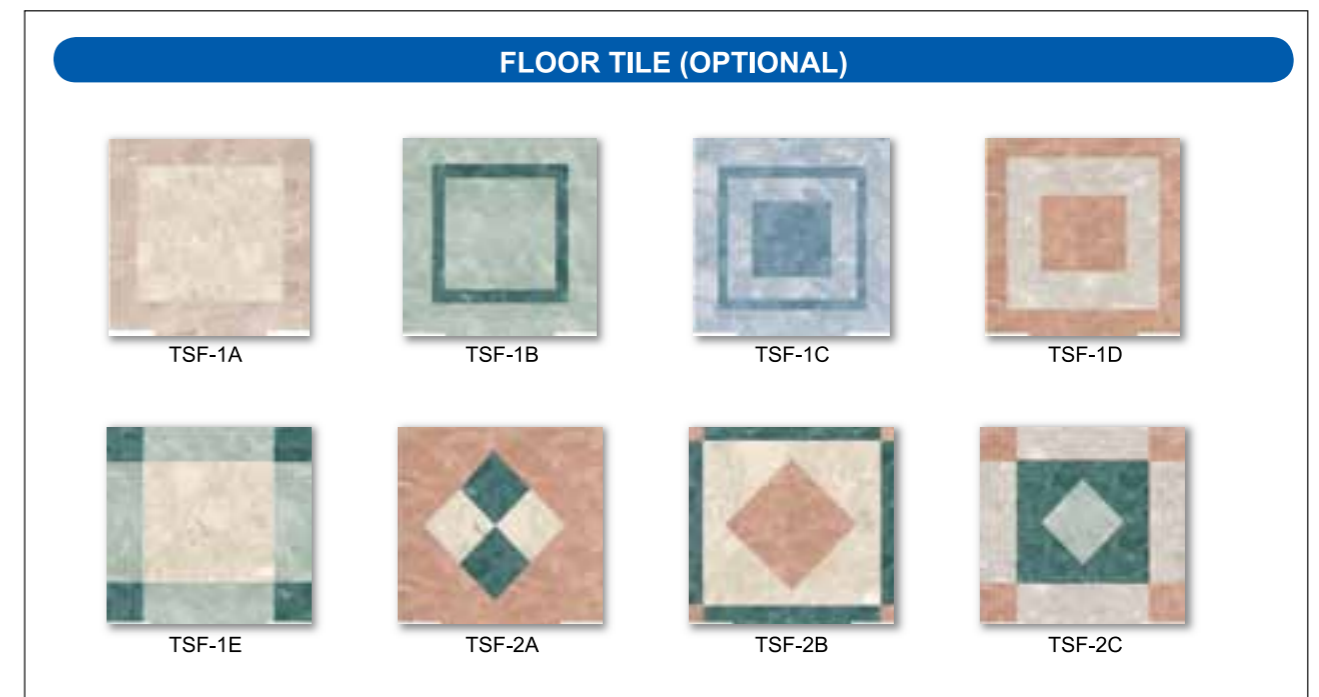 FLOOR TILE (OPTIONAL)
TSF-1A
TSF-1B
TSF-1C
TSF-1D
TSF-1E
TSF-2A
TSF-2B
TSF-2C